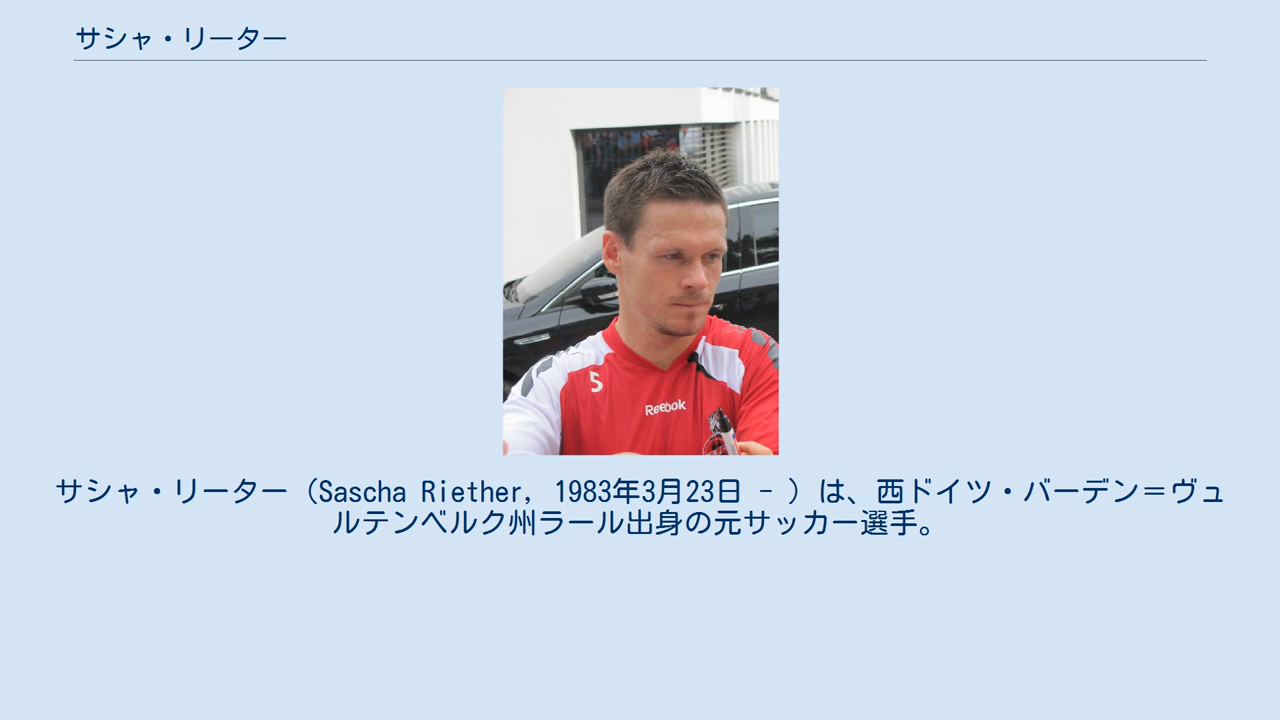 サシャ・リーター
5
Reebok
サシャ・リーター（Sascha Riether, 1983年3月23日 - ）は、西ドイツ・バーデン＝ヴュ
ルテンベルク州ラール出身の元サッカー選手。